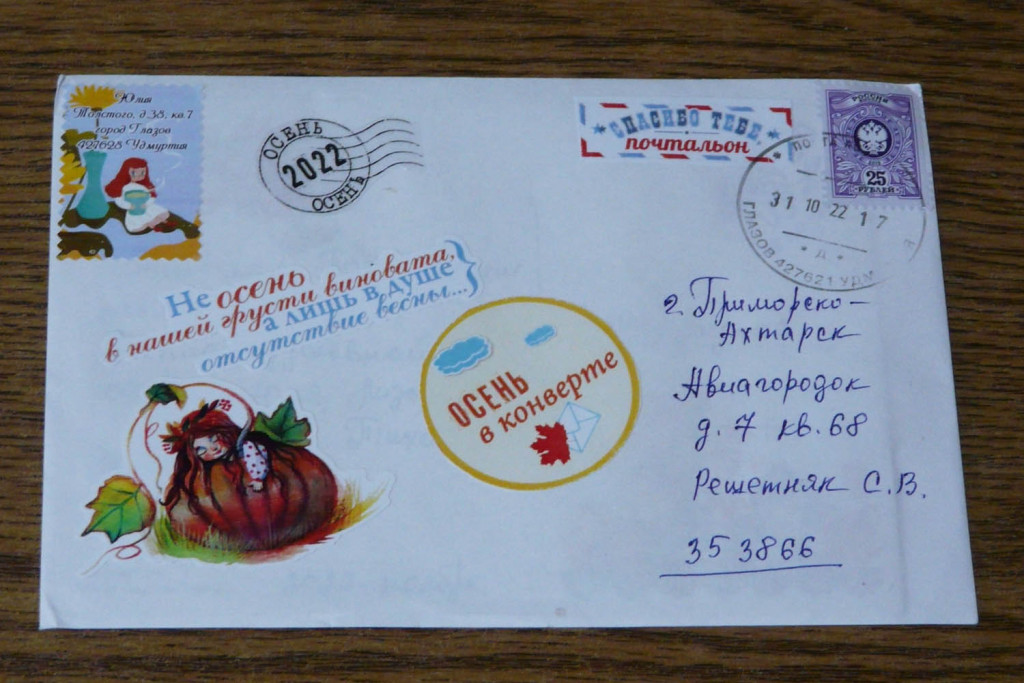 Юлия
Толстого, д.38, кв.7
город Глазов
427628 Удмуртия
ОСЕНЬ
2022
ОСЕНЬ
СПАСИБО ТЕБЕ
почтальон
РОССИЯ
25
РУБЛЕЙ
31 10 22 17
Д
ГЛАЗОВ 427621 УДМ
Не осень
в нашей грусти виновата,
а лишь в душе
отсутствие весны...
ОСЕНЬ
в конверте
г. Приморско-
Ахтарск
Авиагородок
д. 7 кв. 68
Решетняк С. В.
353866